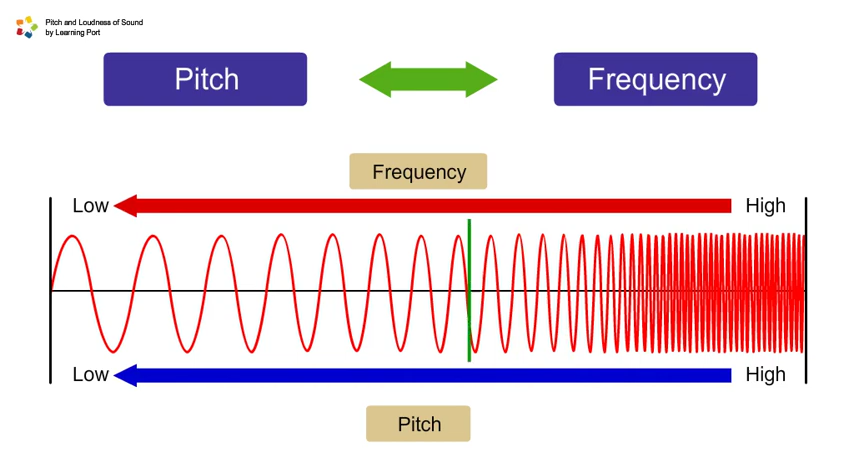 Pitch and Loudness of Sound
by Learning Port
Pitch
Frequency
Frequency
Low
High
Low
High
Pitch